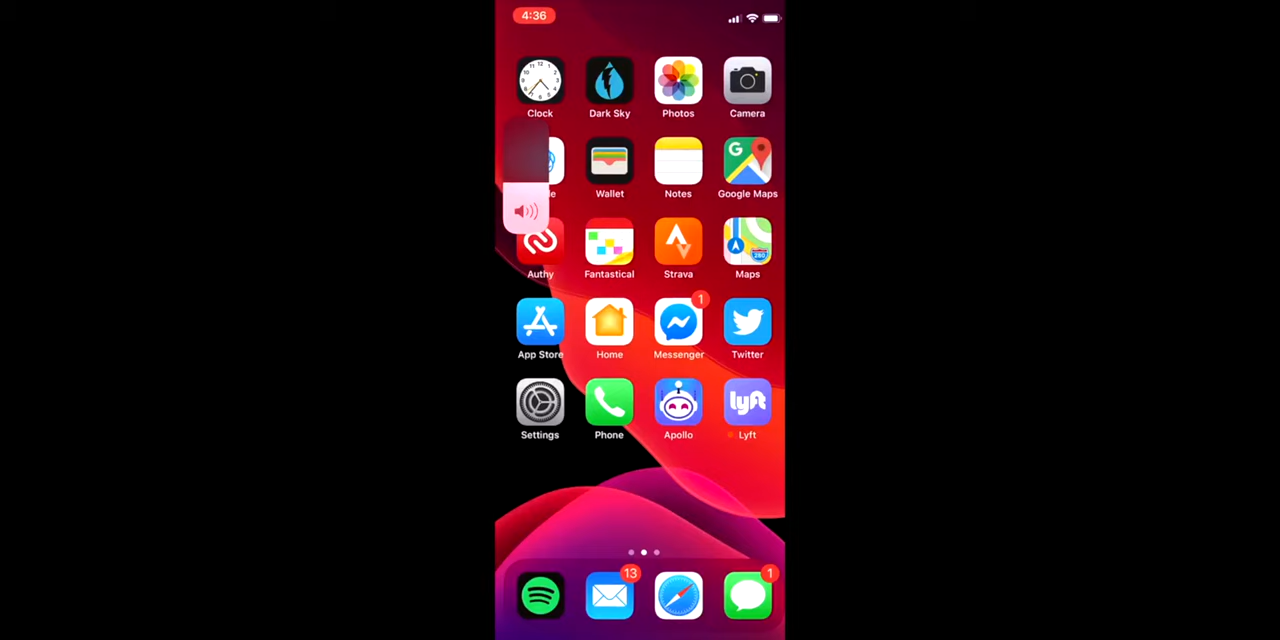 4:36
Clock Dark Sky Photos Camera
le Wallet Notes Google Maps
Authy Fantastical Strava Maps
1
App Store Home Messenger Twitter
lyft
Settings Phone Apollo Lyft
13 1